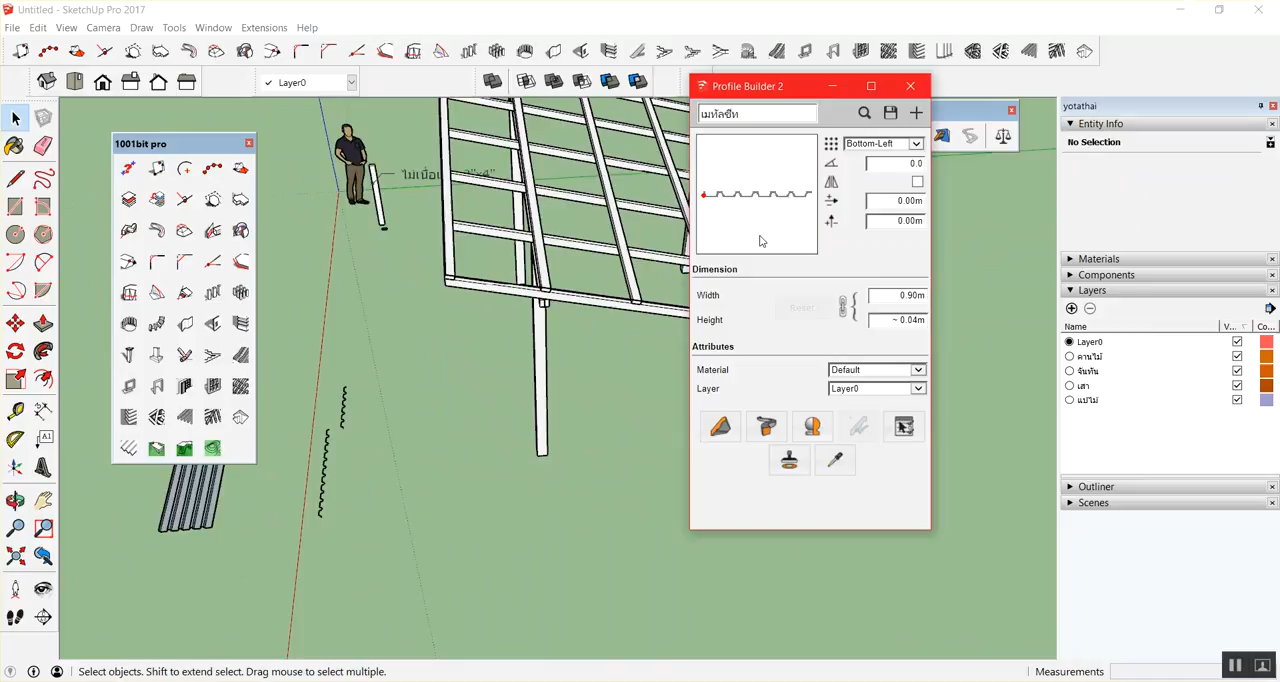 Untitled - SketchUp Pro 2017
File Edit View Camera Draw Tools Window Extensions Help
Layer0
Profile Builder 2
yotathai
เมทัลชีท
Entity Info
1001bit pro
Bottom-Left
No Selection
0.0
0.00m
0.00m
Materials
Dimension
Components
Width 0.90m
Layers
Height ~ 0.04m
Name V... Co...
Layer0
Attributes
คานไม้
Material Default
จันทัน
Layer Layer0
เสา
แปไม้
A1
Outliner
Scenes
Select objects. Shift to extend select. Drag mouse to select multiple.
Measurements